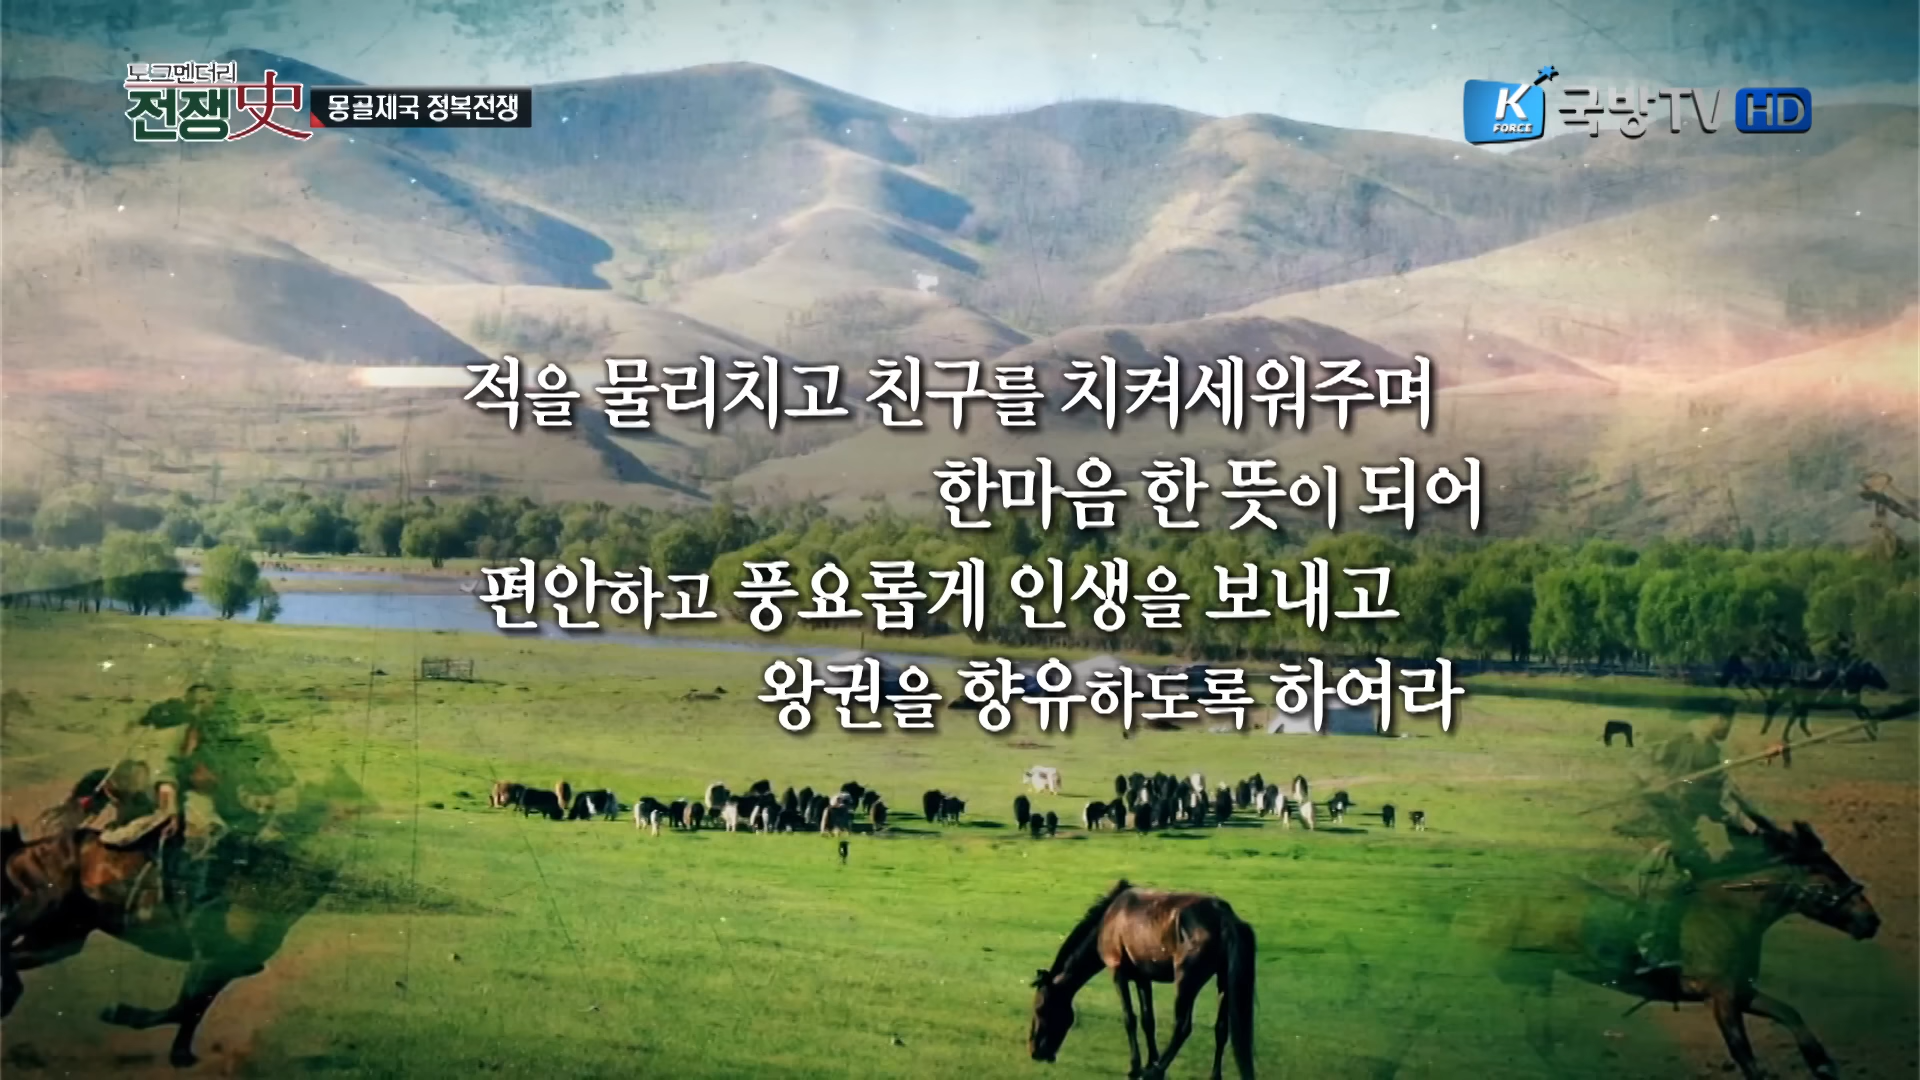 토크멘터리
전쟁史 몽골제국 정복전쟁
K FORCE 국방TV HD
적을 물리치고 친구를 치켜세워주며
한마음 한 뜻이 되어
편안하고 풍요롭게 인생을 보내고
왕권을 향유하도록 하여라